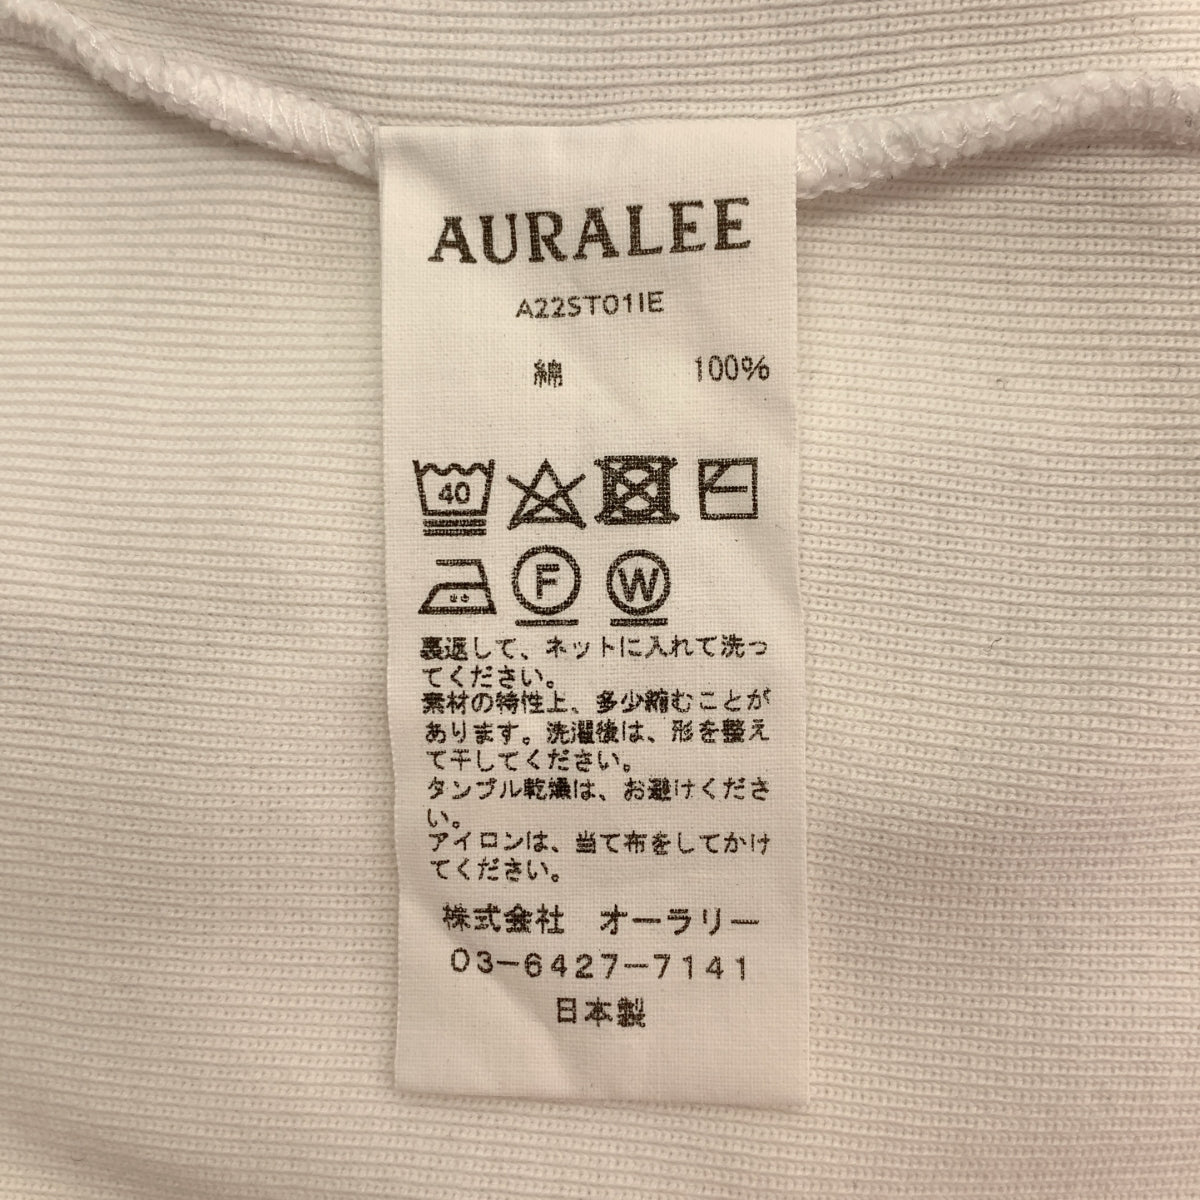 AURALEE
A22ST01IE
綿 100%
40
F W
裏返して、ネットに入れて洗っ
てください。
素材の特性上、多少縮むことが
あります。洗濯後は、形を整え
て干してください。
タンブル乾燥は、お避けくださ
い。
アイロンは、当て布をしてかけ
てください。
株式会社 オーラリー
03-6427-7141
日本製